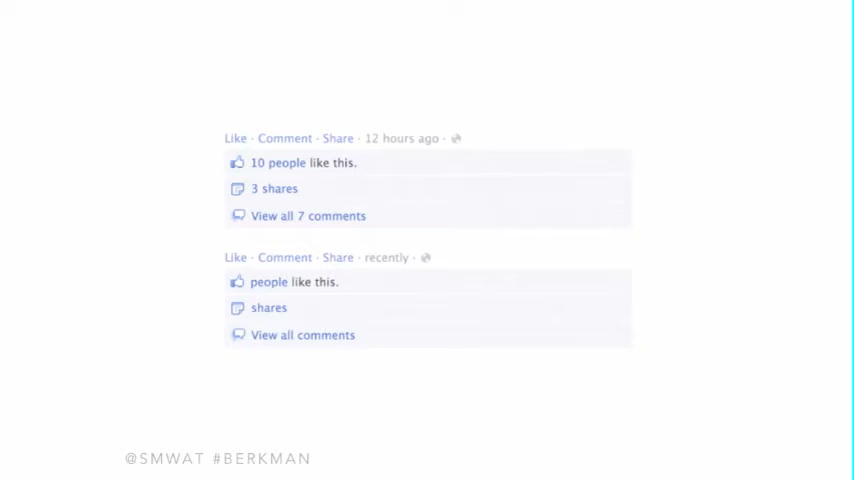 Like · Comment · Share · 12 hours ago ·
10 people like this.
3 shares
View all 7 comments
Like · Comment · Share · recently ·
people like this.
shares
View all comments
@SMWAT #BERKMAN